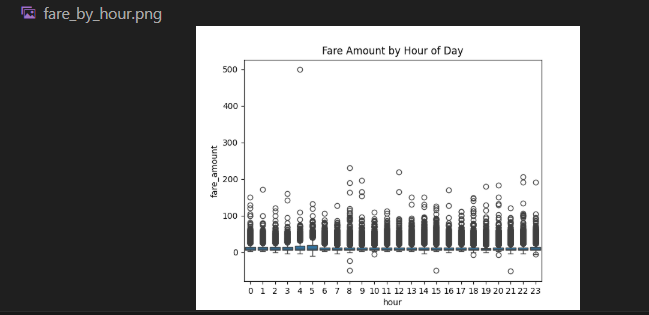 fare_by_hour.png
Fare Amount by Hour of Day
fare_amount
500
400
300
200
100
0
0 1 2 3 4 5 6 7 8 9 10 11 12 13 14 15 16 17 18 19 20 21 22 23
hour